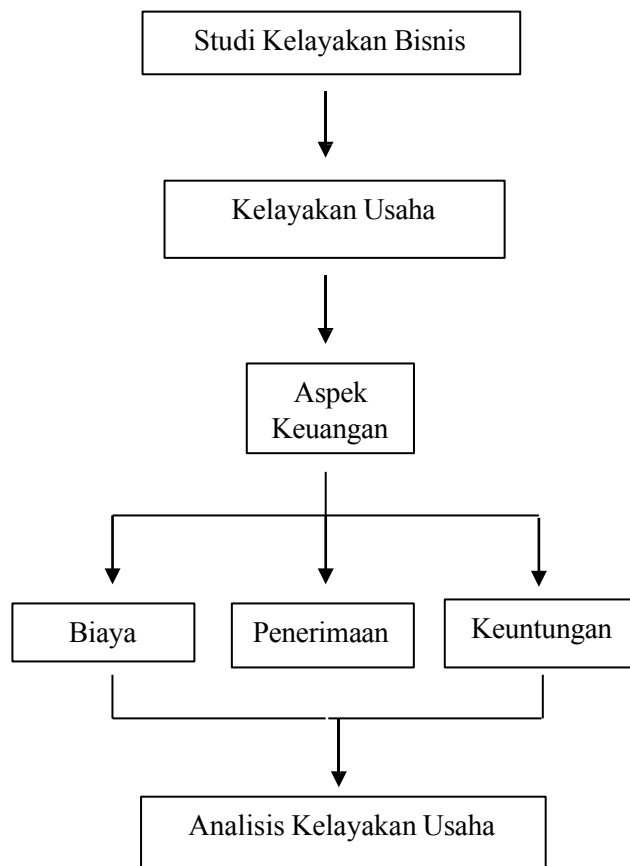 Studi Kelayakan Bisnis
Kelayakan Usaha
Aspek
Keuangan
Biaya
Penerimaan
Keuntungan
Analisis Kelayakan Usaha